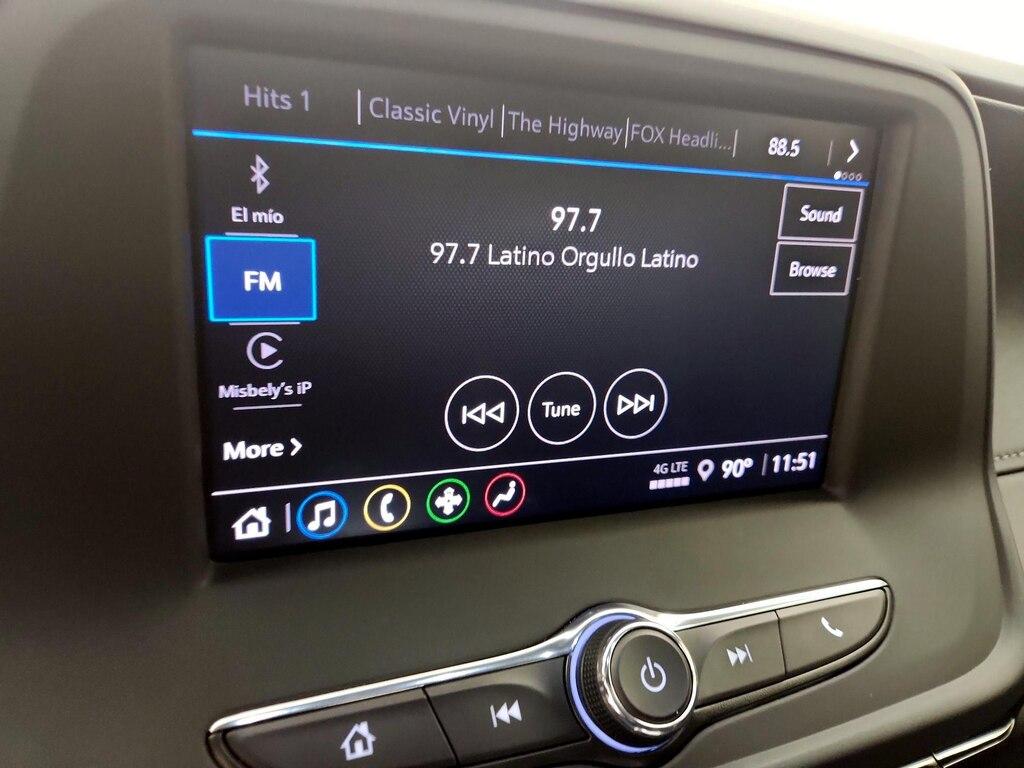 Hits 1
Classic Vinyl
The Highway
FOX Headli...
88.5
El mío
97.7
Sound
97.7 Latino Orgullo Latino
FM
Browse
Misbely's iP
Tune
More
4G LTE
90°
11:51